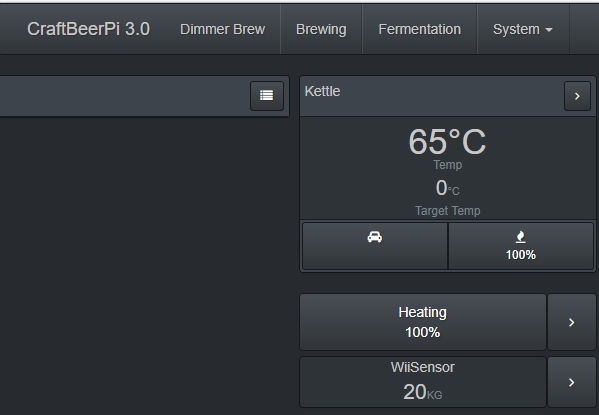 CraftBeerPi 3.0 Dimmer Brew Brewing Fermentation System
Kettle
65°C
Temp
0°C
Target Temp
100%
Heating
100%
WiiSensor
20KG